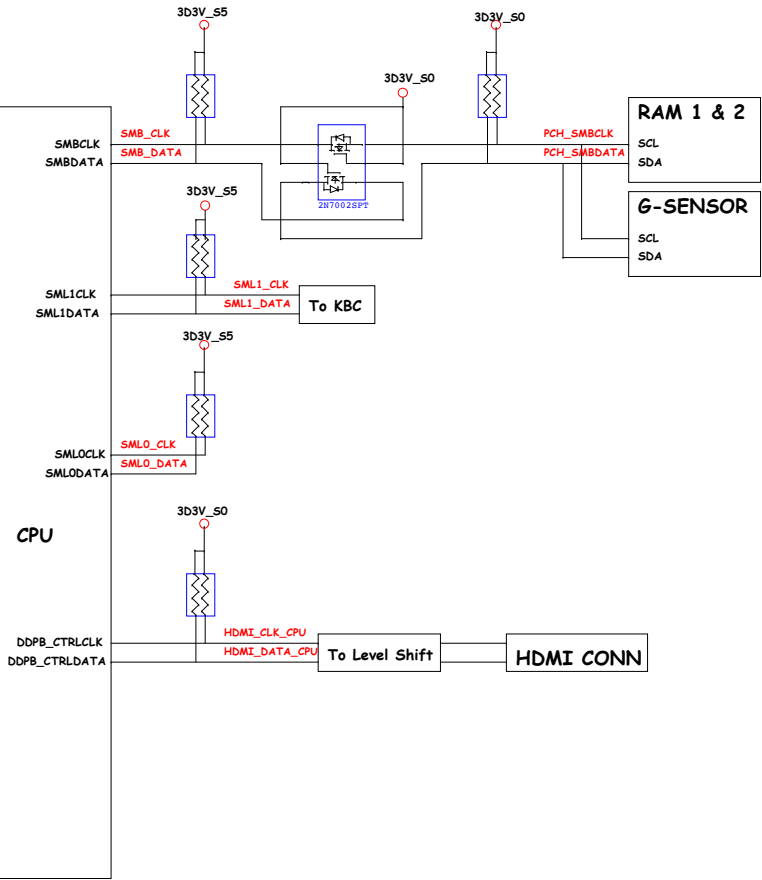 3D3V_S5
3D3V_S0
3D3V_S0
RAM 1 & 2
SMBCLK
SMB_CLK
PCH_SMBCLK
SCL
SMBDATA
SMB_DATA
PCH_SMBDATA
SDA
2N7002SPT
3D3V_S5
G-SENSOR
SCL
SDA
SML1CLK
SML1_CLK
SML1DATA
SML1_DATA
To KBC
3D3V_S5
SML0CLK
SML0_CLK
SML0DATA
SML0_DATA
3D3V_S0
CPU
DDPB_CTRLCLK
HDMI_CLK_CPU
DDPB_CTRLDATA
HDMI_DATA_CPU
To Level Shift
HDMI CONN